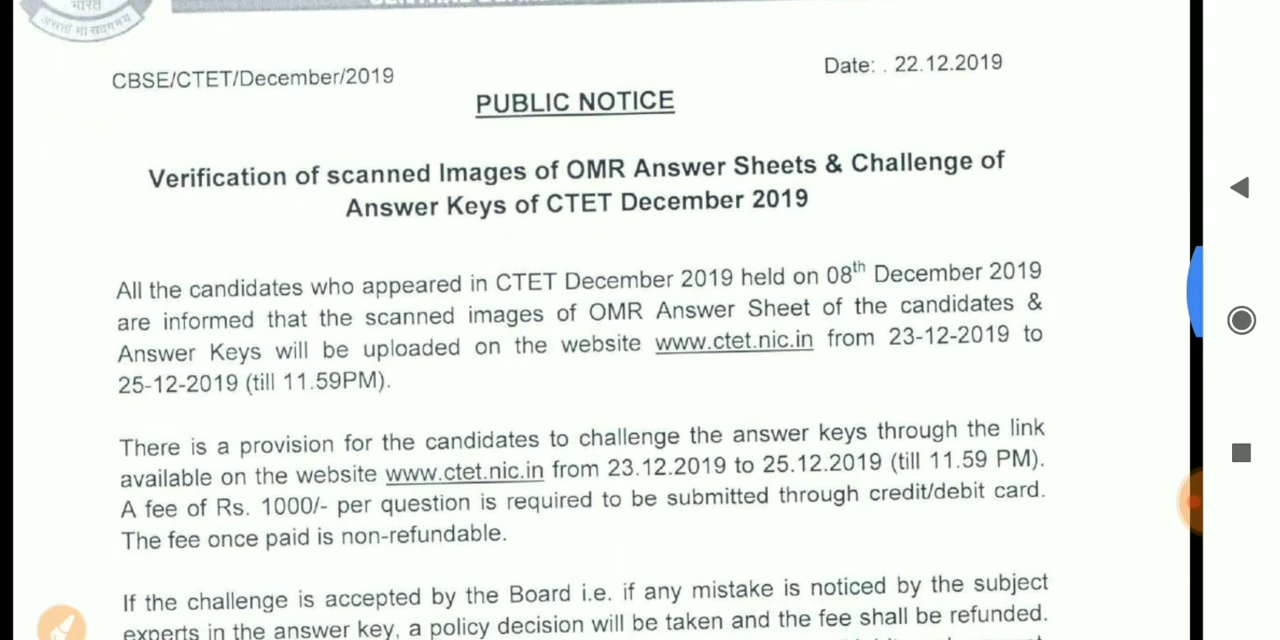 भारत
असतो मा सद्गमय
CBSE/CTET/December/2019
Date: . 22.12.2019
PUBLIC NOTICE
Verification of scanned Images of OMR Answer Sheets & Challenge of
Answer Keys of CTET December 2019
All the candidates who appeared in CTET December 2019 held on 08th December 2019
are informed that the scanned images of OMR Answer Sheet of the candidates &
Answer Keys will be uploaded on the website www.ctet.nic.in from 23-12-2019 to
25-12-2019 (till 11.59PM).
There is a provision for the candidates to challenge the answer keys through the link
available on the website www.ctet.nic.in from 23.12.2019 to 25.12.2019 (till 11.59 PM).
A fee of Rs. 1000/- per question is required to be submitted through credit/debit card.
The fee once paid is non-refundable.
If the challenge is accepted by the Board i.e. if any mistake is noticed by the subject
experts in the answer key, a policy decision will be taken and the fee shall be refunded.